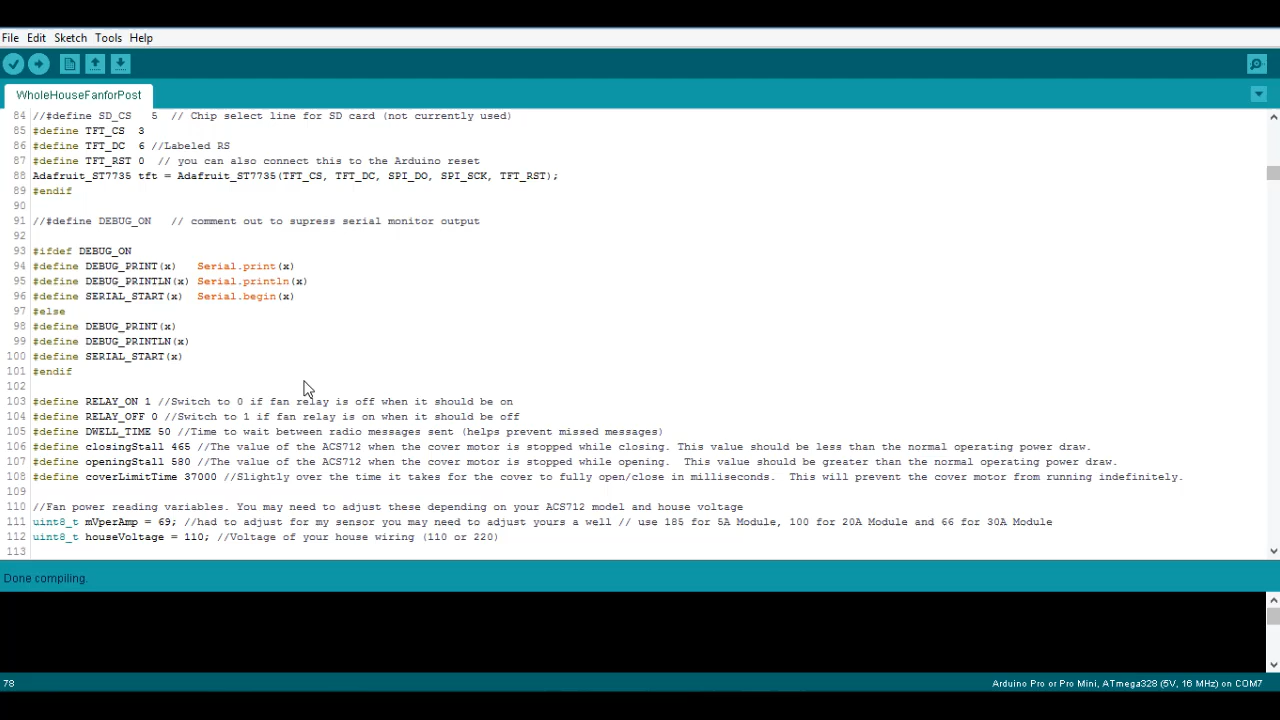 File Edit Sketch Tools Help
WholeHouseFanforPost
84 //#define SD_CS   5  // Chip select line for SD card (not currently used)
85 #define TFT_CS  3
86 #define TFT_DC  6 //Labeled RS
87 #define TFT_RST 0  // you can also connect this to the Arduino reset
88 Adafruit_ST7735 tft = Adafruit_ST7735(TFT_CS, TFT_DC, SPI_DO, SPI_SCK, TFT_RST);
89 #endif
90
91 //#define DEBUG_ON   // comment out to supress serial monitor output
92
93 #ifdef DEBUG_ON
94 #define DEBUG_PRINT(x)   Serial.print(x)
95 #define DEBUG_PRINTLN(x) Serial.println(x)
96 #define SERIAL_START(x)  Serial.begin(x)
97 #else
98 #define DEBUG_PRINT(x)
99 #define DEBUG_PRINTLN(x)
100 #define SERIAL_START(x)
101 #endif
102
103 #define RELAY_ON 1 //Switch to 0 if fan relay is off when it should be on
104 #define RELAY_OFF 0 //Switch to 1 if fan relay is on when it should be off
105 #define DWELL_TIME 50 //Time to wait between radio messages sent (helps prevent missed messages)
106 #define closingStall 465 //The value of the ACS712 when the cover motor is stopped while closing. This value should be less than the normal operating power draw.
107 #define openingStall 580 //The value of the ACS712 when the cover motor is stopped while opening.  This value should be greater than the normal operating power draw.
108 #define coverLimitTime 37000 //Slightly over the time it takes for the cover to fully open/close in milliseconds.  This will prevent the cover motor from running indefinitely.
109
110 //Fan power reading variables. You may need to adjust these depending on your ACS712 model and house voltage
111 uint8_t mVperAmp = 69; //had to adjust for my sensor you may need to adjust yours a well // use 185 for 5A Module, 100 for 20A Module and 66 for 30A Module
112 uint8_t houseVoltage = 110; //Voltage of your house wiring (110 or 220)
113
Done compiling.
78 Arduino Pro or Pro Mini, ATmega328 (5V, 16 MHz) on COM7